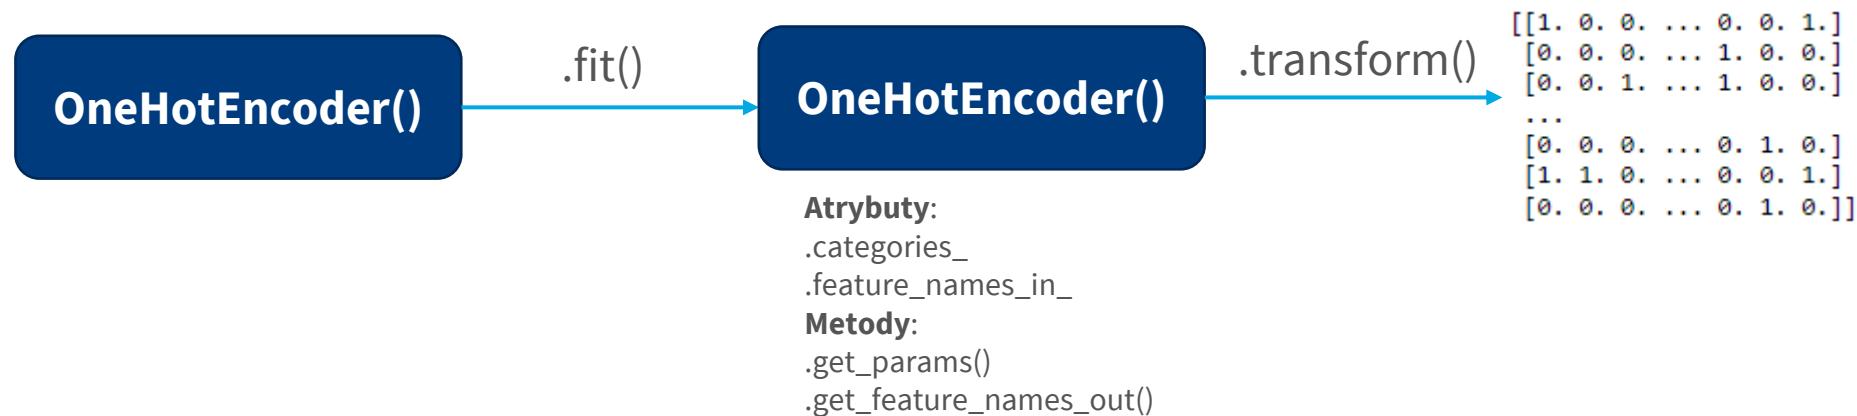 OneHotEncoder()
.fit()
OneHotEncoder()
Atrybuty:
.categories_
.feature_names_in_
Metody:
.get_params()
.get_feature_names_out()
.transform()
[[1. 0. 0. ... 0. 0. 1.]
[0. 0. 0. ... 1. 0. 0.]
[0. 0. 1. ... 1. 0. 0.]
...
[0. 0. 0. ... 0. 1. 0.]
[1. 1. 0. ... 0. 0. 1.]
[0. 0. 0. ... 0. 1. 0.]]